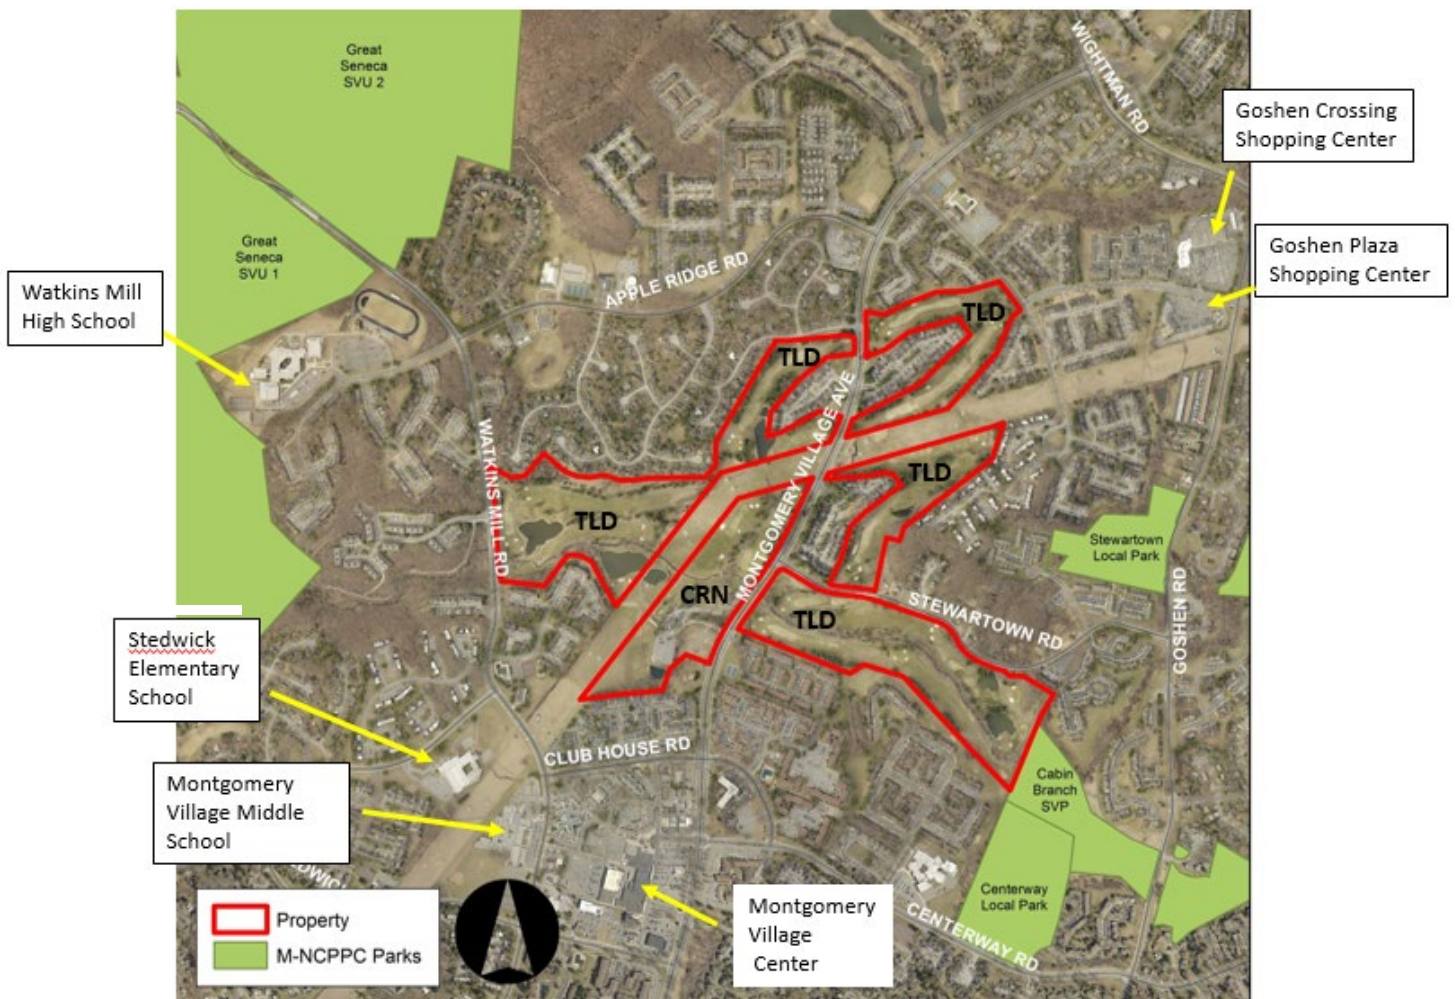 Great
Seneca
SVU 2
WIGHTMAN RD
Goshen Crossing
Shopping Center
Great
Seneca
SVU 1
Goshen Plaza
Shopping Center
Watkins Mill
High School
APPLE RIDGE RD
TLD
TLD
MONTGOMERY VILLAGE AVE
WATKINS MILL RD
TLD
TLD
Stewartown
Local Park
CRN
TLD
STEWARTOWN RD
GOSHEN RD
Stedwick
Elementary
School
CLUB HOUSE RD
Montgomery
Village Middle
School
Cabin
Branch
SVP
Centerway
Local Park
CENTERWAY RD
Montgomery
Village
Center
Property
M-NCPPC Parks